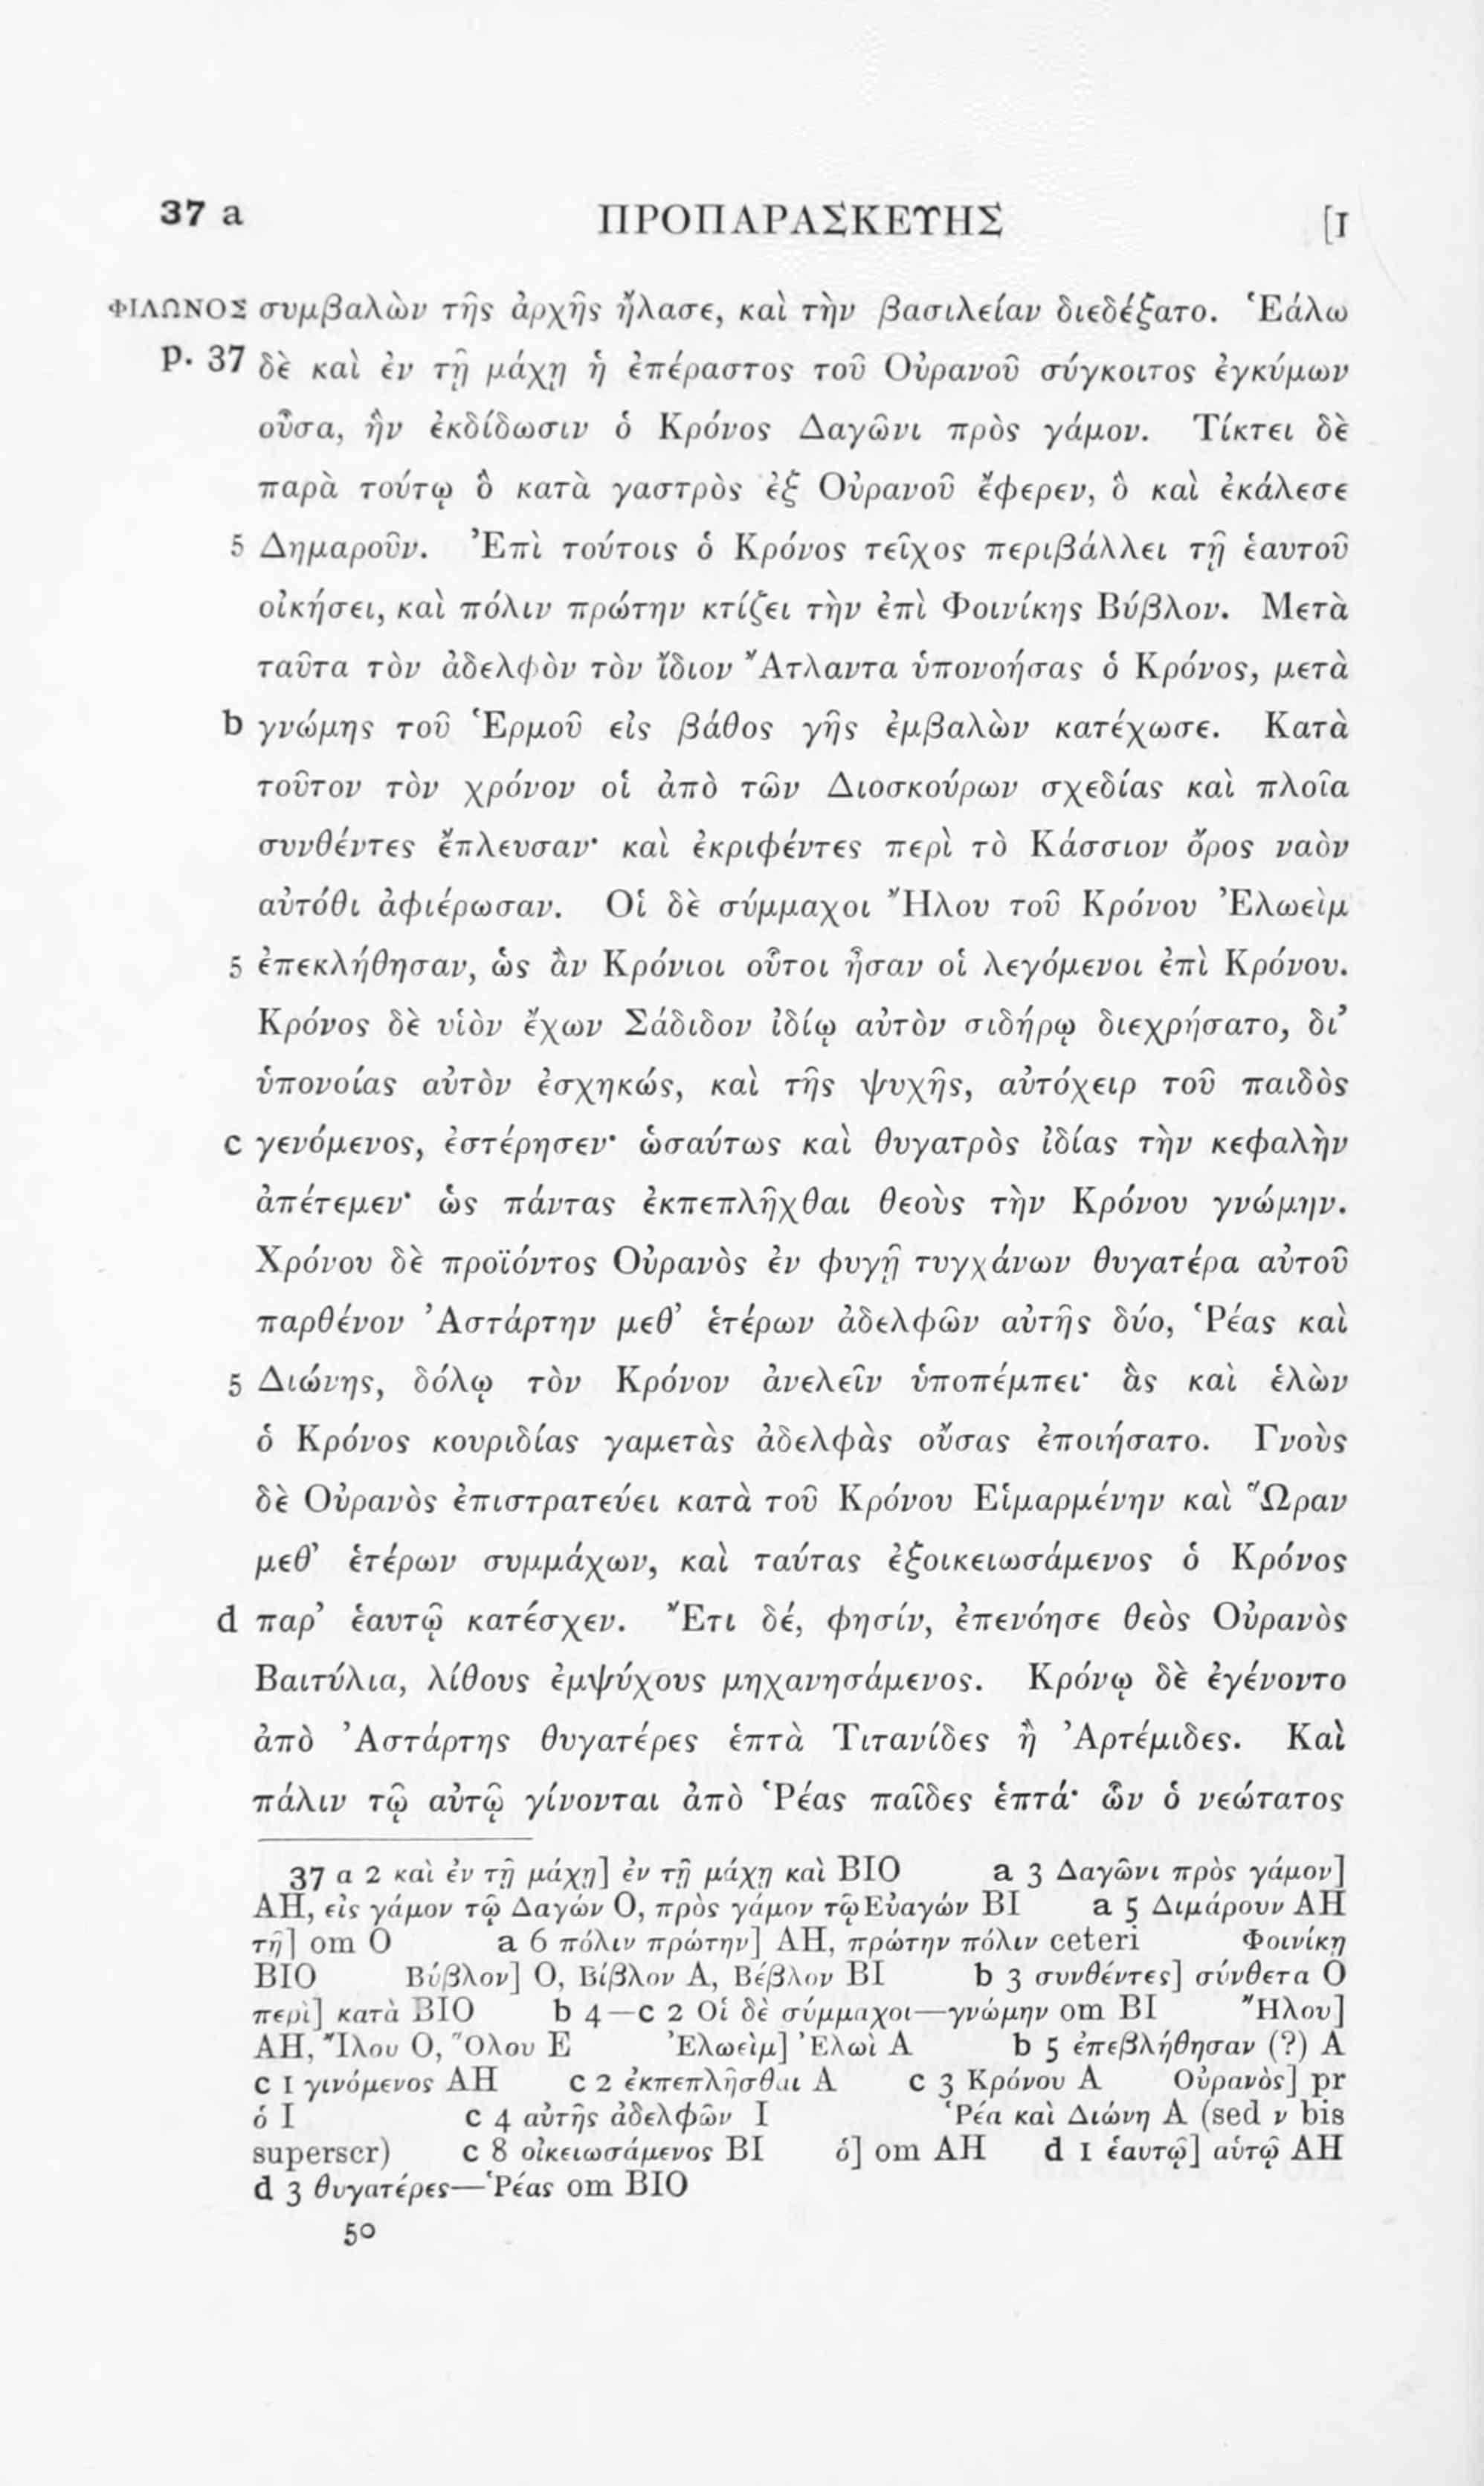 37 a ΠΡΟΠΑΡΑΣΚΕΥΗΣ [I
ΦΙΛΩΝΟΣ συμβαλὼν τῆς ἀρχῆς ἤλασε, καὶ τὴν βασιλείαν διεδέξατο. Ἑάλω
p. 37 δὲ καὶ ἐν τῇ μάχῃ ἡ ἐπέραστος τοῦ Οὐρανοῦ σύγκοιτος ἐγκύμων
οὖσα, ἣν ἐκδίδωσιν ὁ Κρόνος Δαγῶνι πρὸς γάμον. Τίκτει δὲ
παρὰ τούτῳ ὃ κατὰ γαστρὸς ἐξ Οὐρανοῦ ἔφερεν, ὃ καὶ ἐκάλεσε
5 Δημαροῦν. Ἐπὶ τούτοις ὁ Κρόνος τεῖχος περιβάλλει τῇ ἑαυτοῦ
οἰκήσει, καὶ πόλιν πρώτην κτίζει τὴν ἐπὶ Φοινίκης Βύβλον. Μετὰ
ταῦτα τὸν ἀδελφὸν τὸν ἴδιον Ἄτλαντα ὑπονοήσας ὁ Κρόνος, μετὰ
b γνώμης τοῦ Ἑρμοῦ εἰς βάθος γῆς ἐμβαλὼν κατέχωσε. Κατὰ
τοῦτον τὸν χρόνον οἱ ἀπὸ τῶν Διοσκούρων σχεδίας καὶ πλοῖα
συνθέντες ἔπλευσαν· καὶ ἐκριφέντες περὶ τὸ Κάσσιον ὄρος ναὸν
αὐτόθι ἀφιέρωσαν. Οἱ δὲ σύμμαχοι Ἤλου τοῦ Κρόνου Ἐλωεὶμ
5 ἐπεκλήθησαν, ὡς ἂν Κρόνιοι οὗτοι ἦσαν οἱ λεγόμενοι ἐπὶ Κρόνου.
Κρόνος δὲ υἱὸν ἔχων Σάδιδον ἰδίῳ αὐτὸν σιδήρῳ διεχρήσατο, δι᾽
ὑπονοίας αὐτὸν ἐσχηκώς, καὶ τῆς ψυχῆς, αὐτόχειρ τοῦ παιδὸς
c γενόμενος, ἐστέρησεν· ὡσαύτως καὶ θυγατρὸς ἰδίας τὴν κεφαλὴν
ἀπέτεμεν· ὡς πάντας ἐκπεπλῆχθαι θεοὺς τὴν Κρόνου γνώμην.
Χρόνου δὲ προϊόντος Οὐρανὸς ἐν φυγῇ τυγχάνων θυγατέρα αὐτοῦ
παρθένον Ἀστάρτην μεθ᾽ ἑτέρων ἀδελφῶν αὐτῆς δύο, Ῥέας καὶ
5 Διώνης, δόλῳ τὸν Κρόνον ἀνελεῖν ὑποπέμπει· ἃς καὶ ἑλὼν
ὁ Κρόνος κουριδίας γαμετὰς ἀδελφὰς οὔσας ἐποιήσατο. Γνοὺς
δὲ Οὐρανὸς ἐπιστρατεύει κατὰ τοῦ Κρόνου Εἱμαρμένην καὶ Ὥραν
μεθ᾽ ἑτέρων συμμάχων, καὶ ταύτας ἐξοικειωσάμενος ὁ Κρόνος
d παρ᾽ ἑαυτῷ κατέσχεν. Ἔτι δέ, φησίν, ἐπενόησε θεὸς Οὐρανὸς
Βαιτύλια, λίθους ἐμψύχους μηχανησάμενος. Κρόνῳ δὲ ἐγένοντο
ἀπὸ Ἀστάρτης θυγατέρες ἑπτὰ Τιτανίδες ἢ Ἀρτέμιδες. Καὶ
πάλιν τῷ αὐτῷ γίνονται ἀπὸ Ῥέας παῖδες ἑπτά· ὧν ὁ νεώτατος
37 a 2 καὶ ἐν τῇ μάχῃ] ἐν τῇ μάχῃ καὶ BIO a 3 Δαγῶνι πρὸς γάμον]
AH, εἰς γάμον τῷ Δαγών O, πρὸς γάμον τῷ Εὐαγών BI a 5 Διμάρουν AH
τῇ] om O a 6 πόλιν πρώτην] AH, πρώτην πόλιν ceteri Φοινίκῃ
BIO Βύβλον] O, Βίβλον A, Βέβλον BI b 3 συνθέντες] σύνθετα O
περὶ] κατὰ BIO b 4—c 2 Οἱ δὲ σύμμαχοι—γνώμην om BI Ἤλου]
AH, Ἴλου O, Ὅλου E Ἐλωεὶμ] Ἐλωὶ A b 5 ἐπεβλήθησαν (?) A
c 1 γινόμενος AH c 2 ἐκπεπλῆσθαι A c 3 Κρόνου A Οὐρανὸς] pr
ὁ I c 4 αὐτῆς ἀδελφῶν I Ῥέα καὶ Διώνη A (sed ν bis
superscr) c 8 οἰκειωσάμενος BI ὁ] om AH d 1 ἑαυτῷ] αὑτῷ AH
d 3 θυγατέρες—Ῥέας om BIO
50